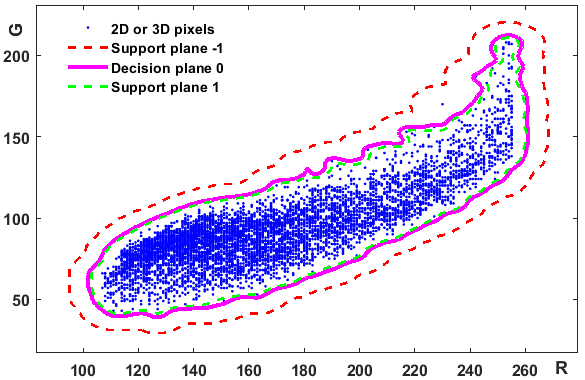 G
200
150
100
50
2D or 3D pixels
Support plane -1
Decision plane 0
Support plane 1
100 120 140 160 180 200 220 240 260 R